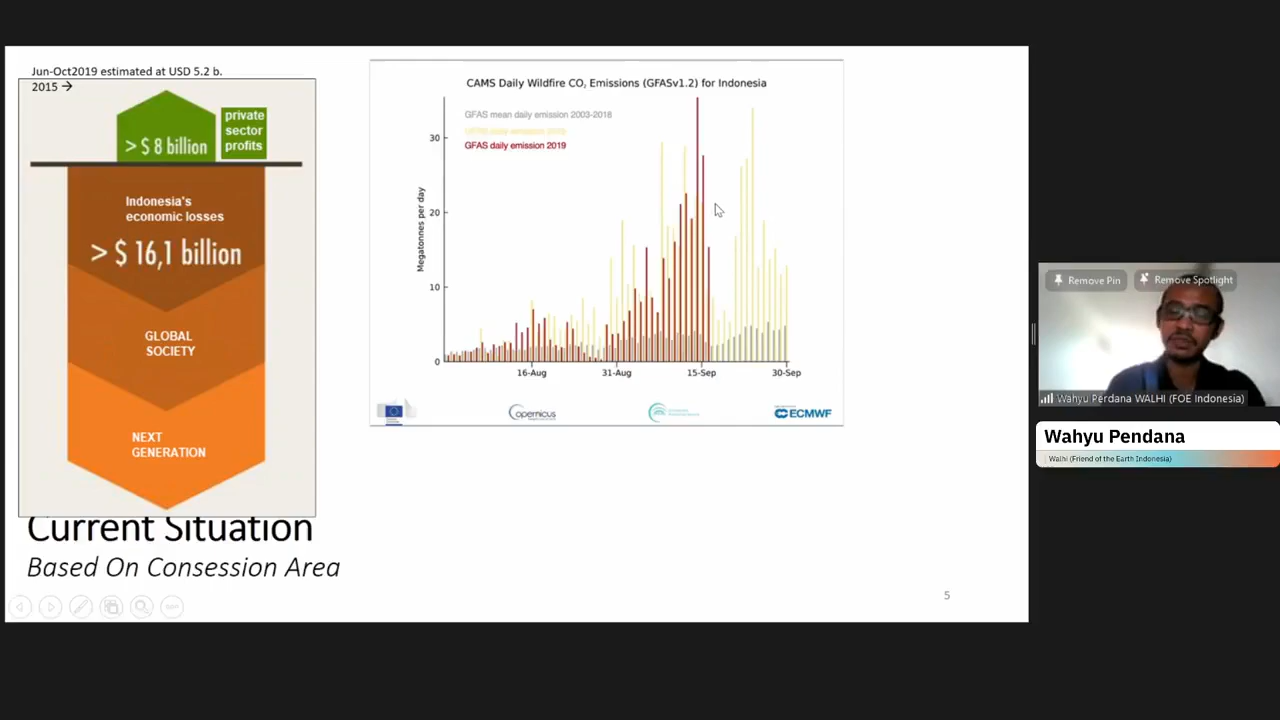 Jun-Oct2019 estimated at USD 5.2 b.
2015 →
> $ 8 billion
private
sector
profits
Indonesia's
economic losses
> $ 16,1 billion
GLOBAL
SOCIETY
NEXT
GENERATION
Current Situation
Based On Consession Area
CAMS Daily Wildfire CO2 Emissions (GFASv1.2) for Indonesia
GFAS mean daily emission 2003-2018
GFAS daily emission 2019
Megatonnes per day
30
20
10
0
16-Aug
31-Aug
15-Sep
30-Sep
opernicus
ECMWF
5
Remove Pin
Remove Spotlight
Wahyu Perdana WALHI (FOE Indonesia)
Wahyu Pendana
Walhi (Friend of the Earth Indonesia)